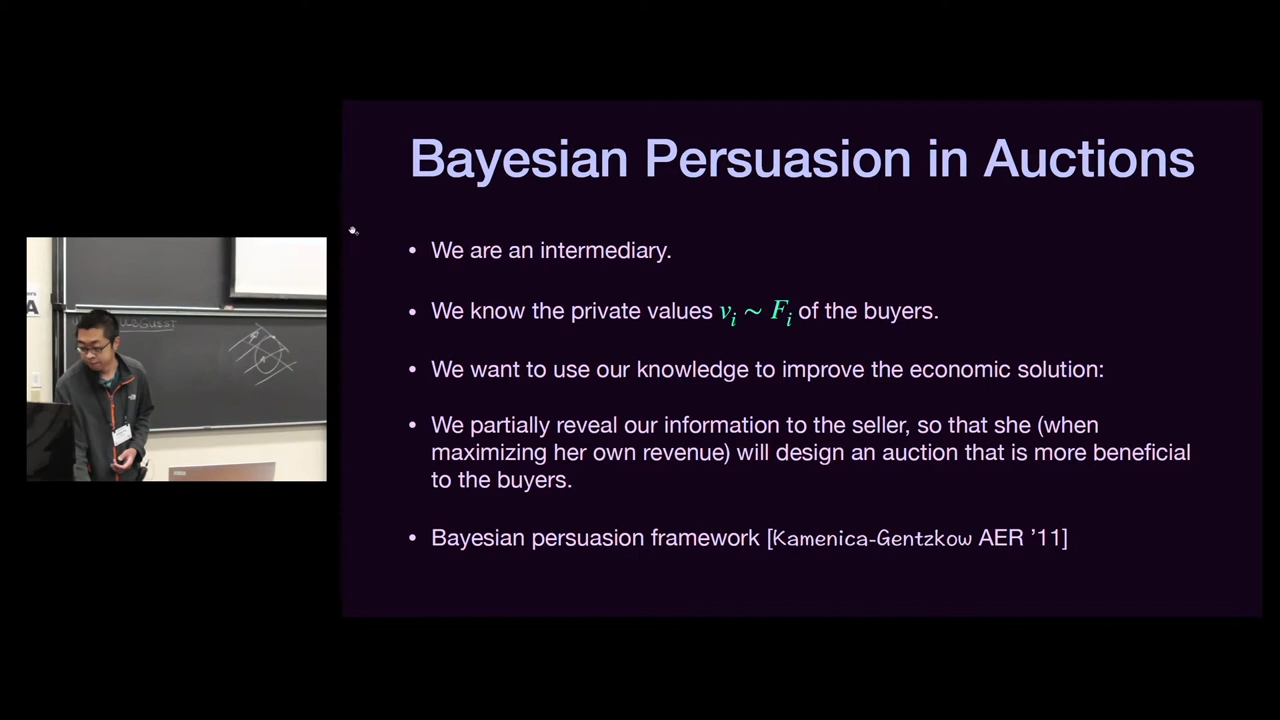 Bayesian Persuasion in Auctions
• We are an intermediary.
• We know the private values vᵢ ∼ Fᵢ of the buyers.
• We want to use our knowledge to improve the economic solution:
• We partially reveal our information to the seller, so that she (when
maximizing her own revenue) will design an auction that is more beneficial
to the buyers.
• Bayesian persuasion framework [Kamenica-Gentzkow AER ’11]